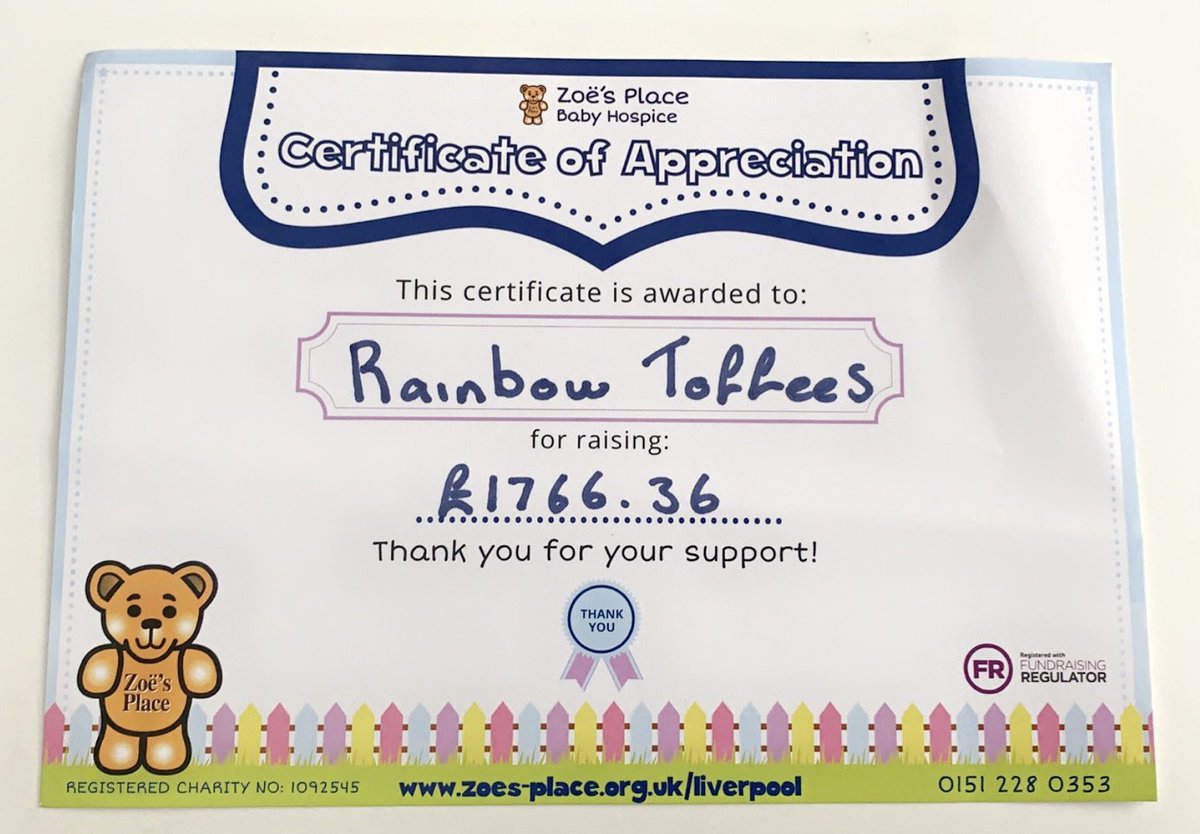 Zoë's Place
Baby Hospice
Certificate of Appreciation
This certificate is awarded to:
Rainbow Toffees
for raising:
£1766.36
Thank you for your support!
THANK
YOU
Zoë's
Place
FR
Registered with
FUNDRAISING
REGULATOR
REGISTERED CHARITY NO: 1092545
www.zoes-place.org.uk/liverpool
0151 228 0353